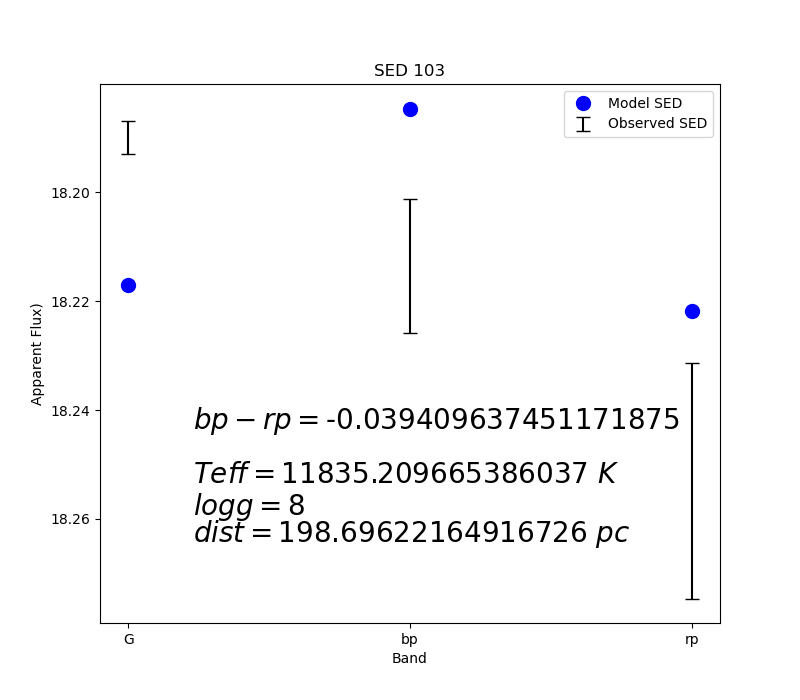 SED 103
Model SED
Observed SED
18.20
18.22
18.24
18.26
Apparent Flux)
bp − rp = -0.039409637451171875
Teff = 11835.209665386037 K
logg = 8
dist = 198.69622164916726 pc
G bp rp
Band